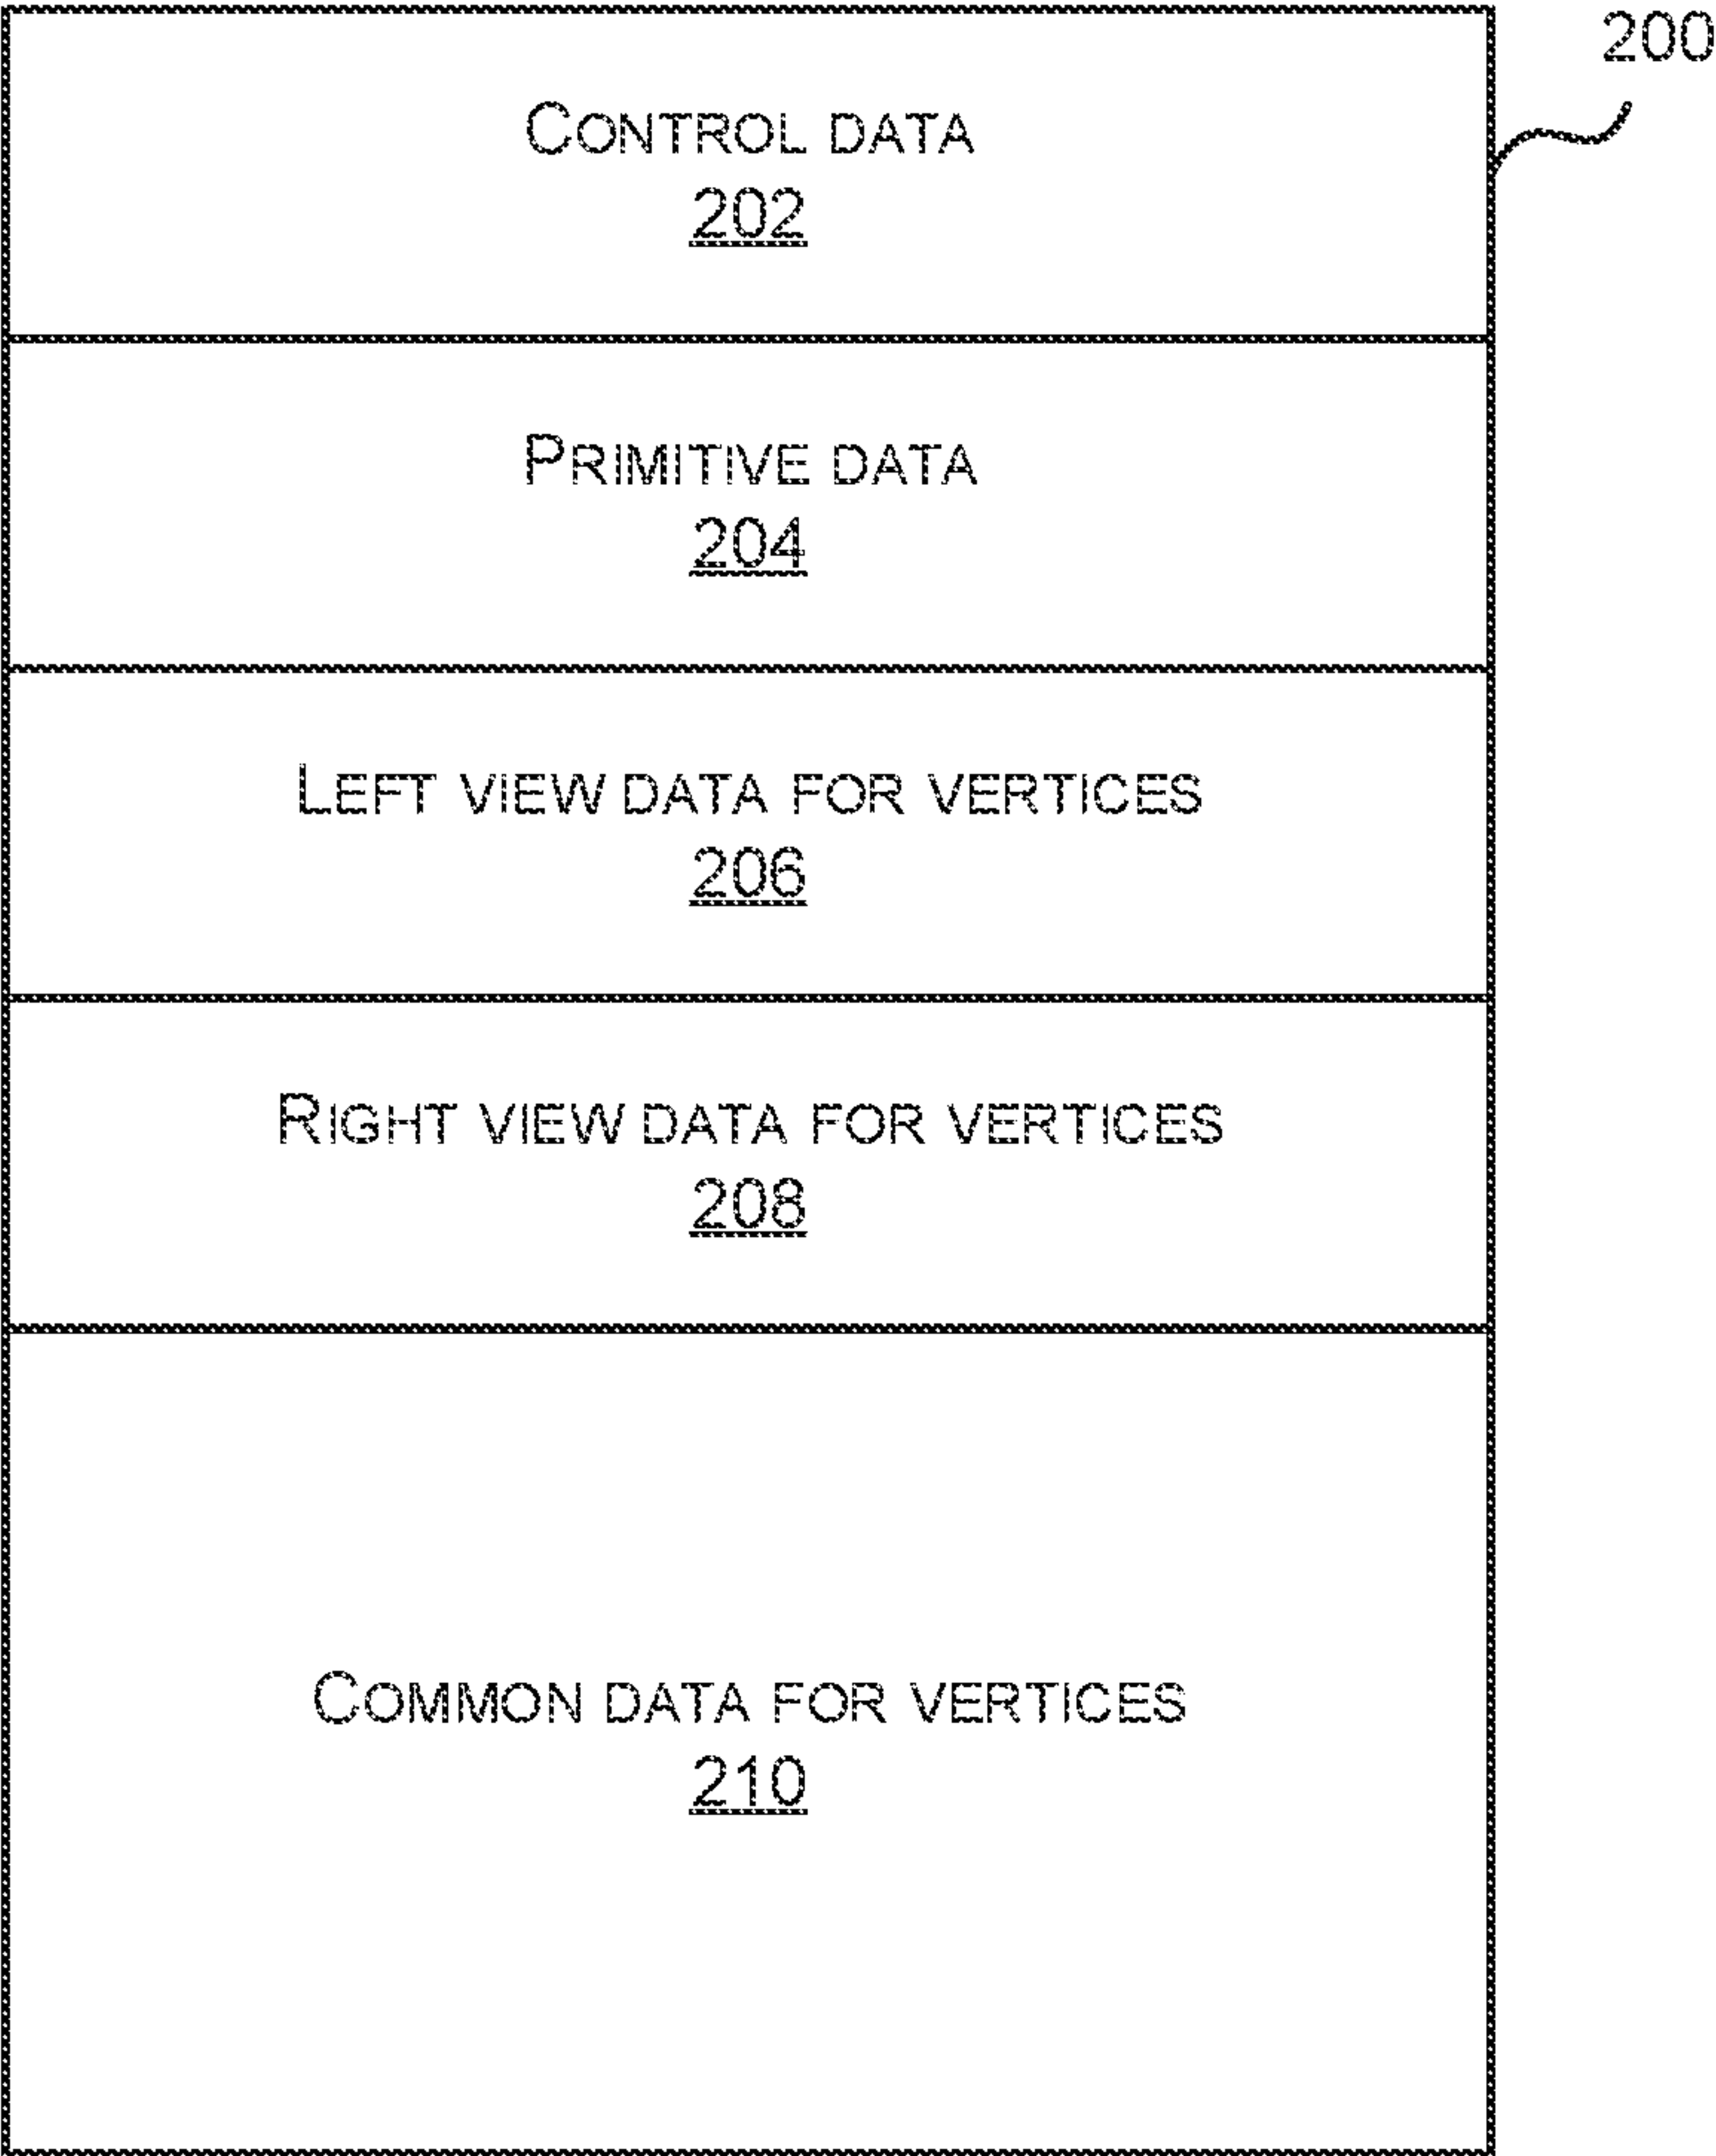 200
CONTROL DATA
202
PRIMITIVE DATA
204
LEFT VIEW DATA FOR VERTICES
206
RIGHT VIEW DATA FOR VERTICES
208
COMMON DATA FOR VERTICES
210